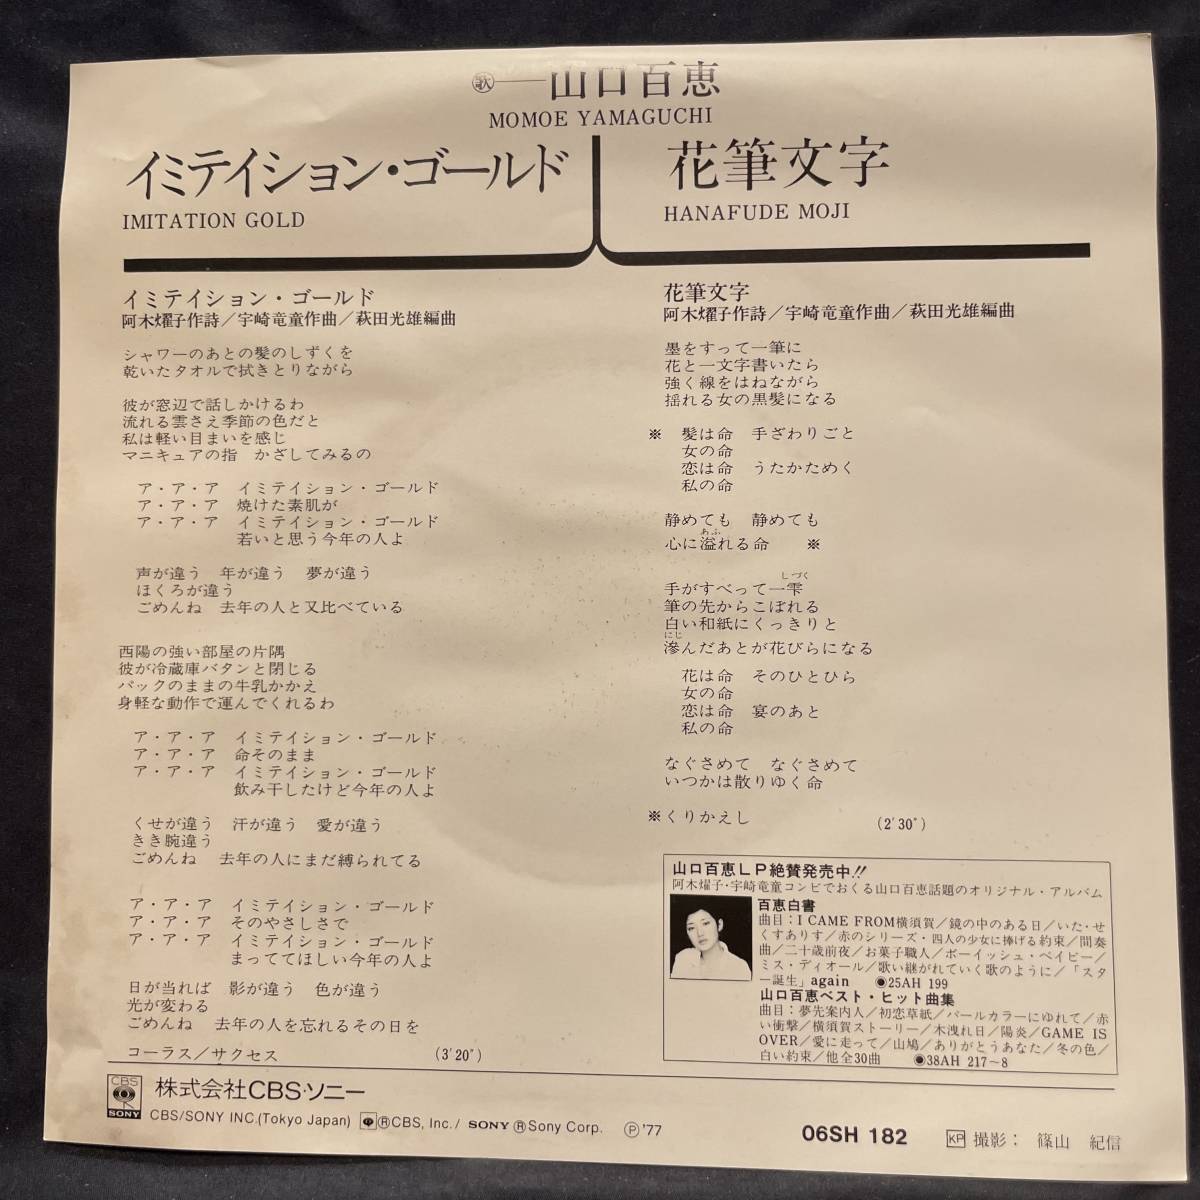 歌 山口百恵
MOMOE YAMAGUCHI
イミテイション・ゴールド
IMITATION GOLD
花筆文字
HANAFUDE MOJI
イミテイション・ゴールド
阿木燿子作詩／宇崎竜童作曲／萩田光雄編曲
シャワーのあとの髪のしずくを
乾いたタオルで拭きとりながら
彼が窓辺で話しかけるわ
流れる雲さえ季節の色だと
私は軽い目まいを感じ
マニキュアの指　かざしてみるの
ア・ア・ア　イミテイション・ゴールド
ア・ア・ア　焼けた素肌が
ア・ア・ア　イミテイション・ゴールド
若いと思う今年の人よ
声が違う　年が違う　夢が違う
ほくろが違う
ごめんね　去年の人と又比べている
西陽の強い部屋の片隅
彼が冷蔵庫バタンと閉じる
パックのままの牛乳かかえ
身軽な動作で運んでくれるわ
ア・ア・ア　イミテイション・ゴールド
ア・ア・ア　命そのまま
ア・ア・ア　イミテイション・ゴールド
飲み干したけど今年の人よ
くせが違う　汗が違う　愛が違う
きき腕違う
ごめんね　去年の人にまだ縛られてる
ア・ア・ア　イミテイション・ゴールド
ア・ア・ア　そのやさしさで
ア・ア・ア　イミテイション・ゴールド
まっててほしい今年の人よ
日が当れば　影が違う　色が違う
光が変わる
ごめんね　去年の人を忘れるその日を
コーラス／サクセス　(3′20″)
花筆文字
阿木燿子作詩／宇崎竜童作曲／萩田光雄編曲
墨をすって一筆に
花と一文字書いたら
強く線をはねながら
揺れる女の黒髪になる
※　髪は命　手ざわりごと
女の命
恋は命　うたかためく
私の命
静めても　静めても
あふ
心に溢れる命　※
しづく
手がすべって一雫
筆の先からこぼれる
白い和紙にくっきりと
にじ
滲んだあとが花びらになる
花は命　そのひとひら
女の命
恋は命　宴のあと
私の命
なぐさめて　なぐさめて
いつかは散りゆく命
※くりかえし　(2′30″)
山口百恵LP絶賛発売中!!
阿木燿子・宇崎竜童コンビでおくる山口百恵話題のオリジナル・アルバム
百恵白書
曲目：I CAME FROM横須賀／鏡の中のある日／いた・せ
くすありす／赤のシリーズ・四人の少女に捧げる約束／間奏
曲／二十歳前夜／お菓子職人／ボーイッシュ・ベイビー／
ミス・ディオール／歌い継がれていく歌のように／「スタ
ー誕生」again　◉25AH 199
山口百恵ベスト・ヒット曲集
曲目：夢先案内人／初恋草紙／パールカラーにゆれて／赤
い衝撃／横須賀ストーリー／木洩れ日／陽炎／GAME IS
OVER／愛に走って／山鳩／ありがとうあなた／冬の色／
白い約束／他全30曲　◉38AH 217〜8
CBS
SONY
株式会社CBS・ソニー
CBS/SONY INC.(Tokyo Japan) ⓇCBS, Inc./ SONY ⓇSony Corp. Ⓟ'77
06SH 182
KP 撮影：　篠山　紀信